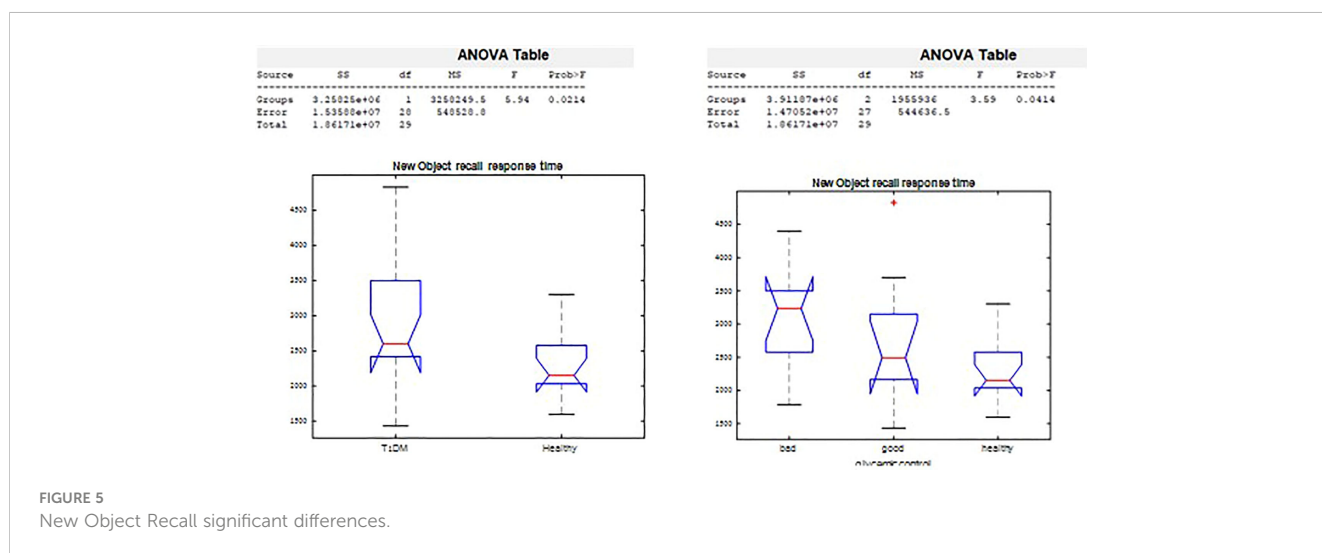 ANOVA Table
Source SS df MS F Prob>F
Groups 3.25825e+06 1 3258249.5 5.94 0.0214
Error 1.53588e+07 28 548528.8
Total 1.86171e+07 29
New Object recall response time
4500
4000
3500
3000
2500
2000
1500
T1DM Healthy
ANOVA Table
Source SS df MS F Prob>F
Groups 3.91187e+06 2 1955936 3.59 0.0414
Error 1.47052e+07 27 544636.5
Total 1.86171e+07 29
New Object recall response time
4500
4000
3500
3000
2500
2000
1500
bad good healthy
glycemic control
FIGURE 5
New Object Recall significant differences.